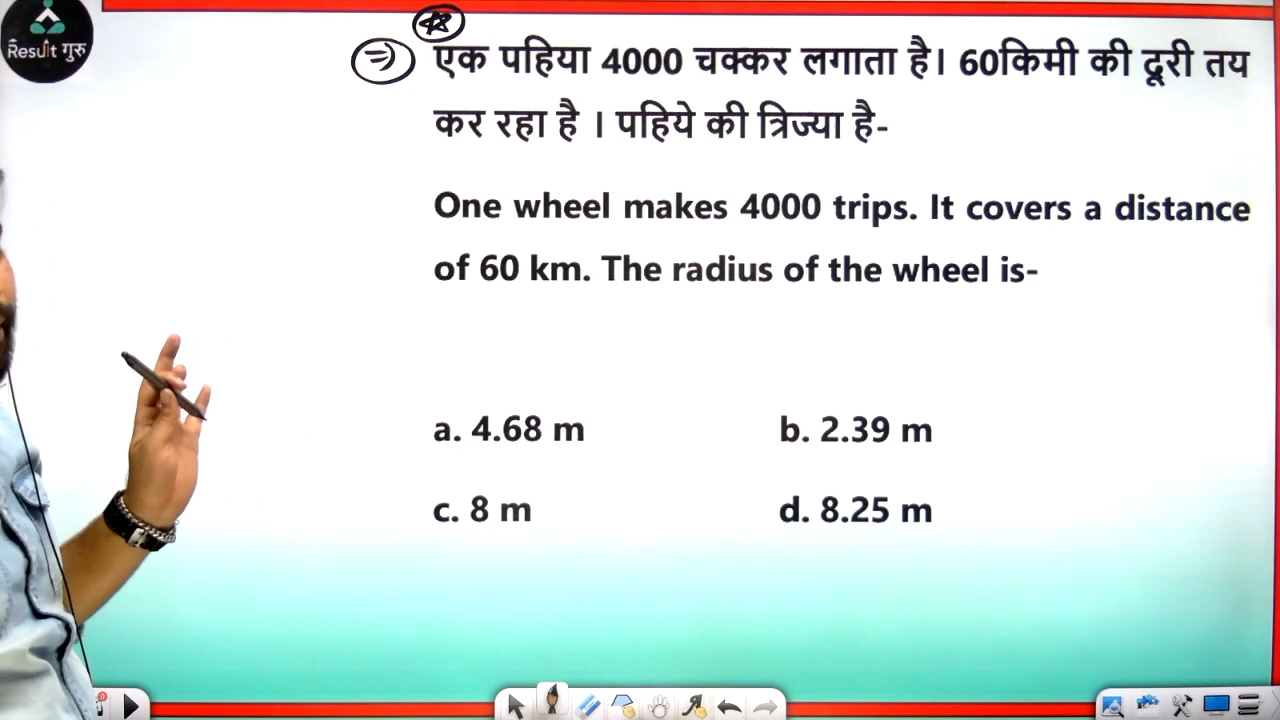 Result गुरु
एक पहिया 4000 चक्कर लगाता है। 60किमी की दूरी तय
कर रहा है । पहिये की त्रिज्या है-
One wheel makes 4000 trips. It covers a distance
of 60 km. The radius of the wheel is-
a. 4.68 m b. 2.39 m
c. 8 m d. 8.25 m